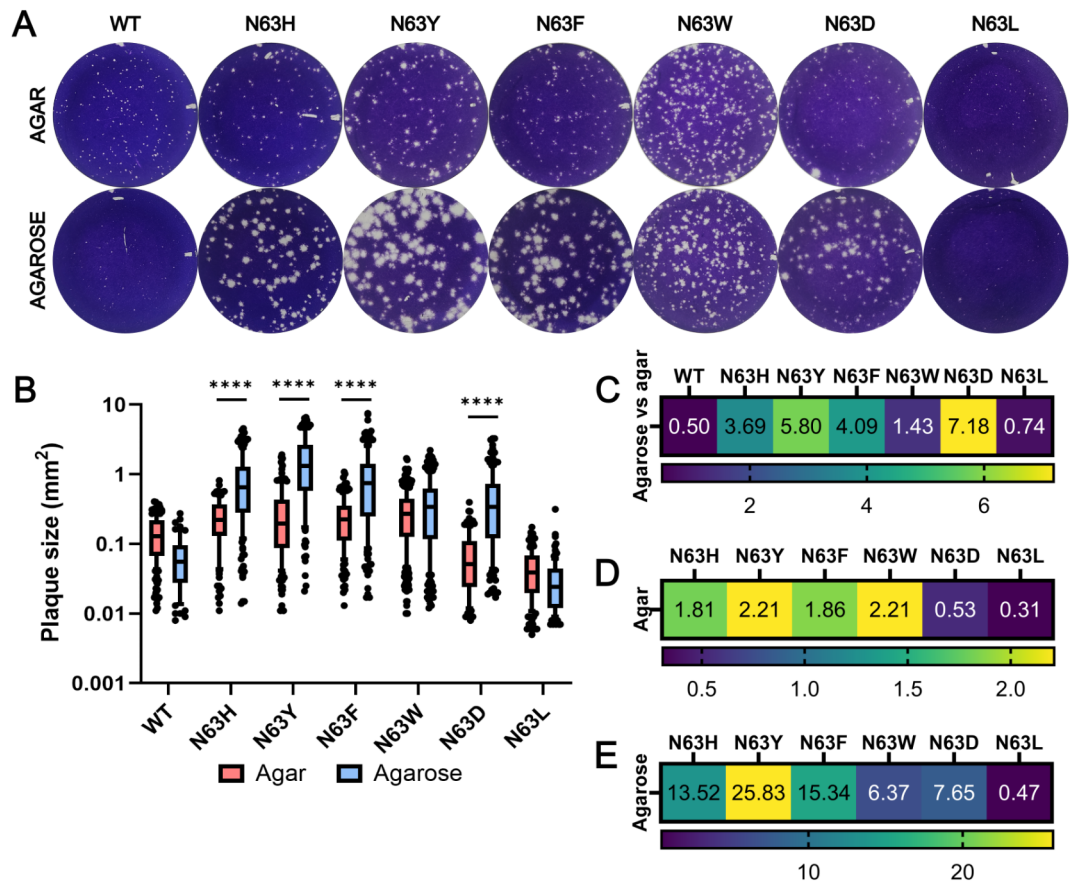 A
WT N63H N63Y N63F N63W N63D N63L
AGAR
AGAROSE
B
Plaque size (mm²)
**** **** **** ****
10
1
0.1
0.01
0.001
WT N63H N63Y N63F N63W N63D N63L
Agar Agarose
C
Agarose vs agar
WT N63H N63Y N63F N63W N63D N63L
0.50 3.69 5.80 4.09 1.43 7.18 0.74
2 4 6
D
Agar
N63H N63Y N63F N63W N63D N63L
1.81 2.21 1.86 2.21 0.53 0.31
0.5 1.0 1.5 2.0
E
Agarose
N63H N63Y N63F N63W N63D N63L
13.52 25.83 15.34 6.37 7.65 0.47
10 20